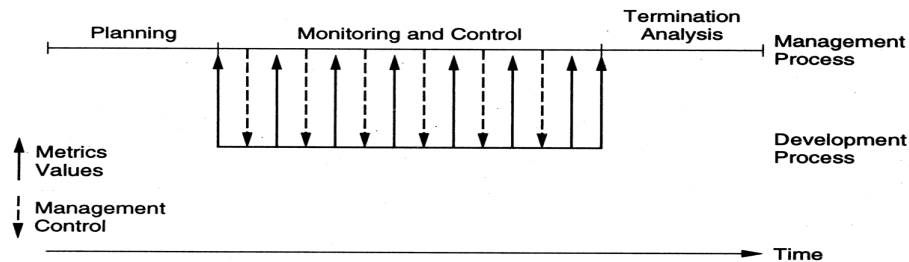 Planning
Monitoring and Control
Termination
Analysis
Management
Process
Development
Process
Metrics
Values
Management
Control
Time